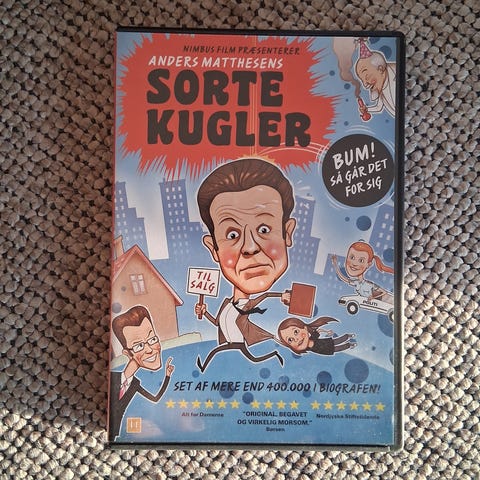 NIMBUS FILM PRÆSENTERER
ANDERS MATTHESENS
SORTE
KUGLER
BUM!
SÅ GÅR DET
FOR SIG
TIL
SALG
POLITI
SET AF MERE END 400.000 I BIOGRAFEN!
Alt for Damerne
"ORIGINAL, BEGAVET
OG VIRKELIG MORSOM."
Børsen
Nordjyske Stiftstidende
11